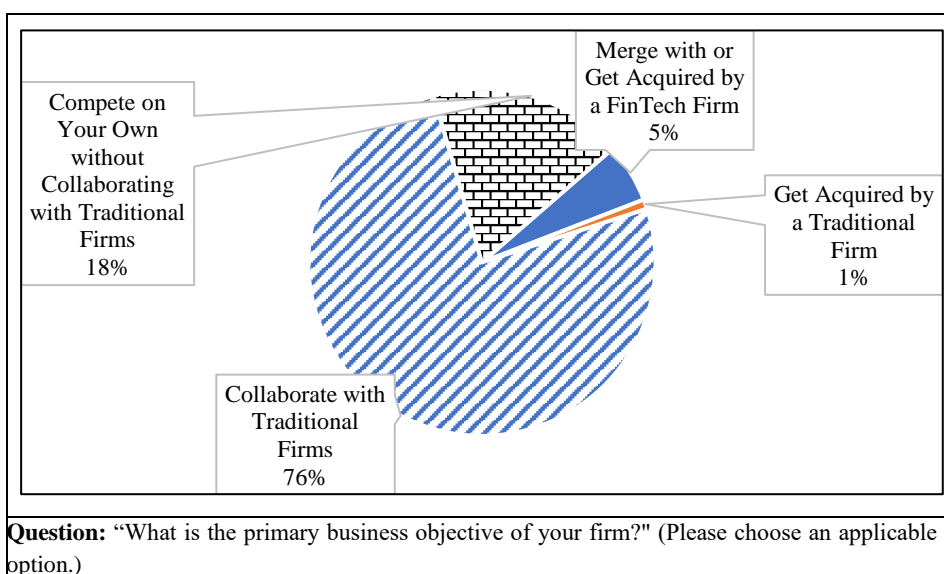 Merge with or
Get Acquired by
a FinTech Firm
5%
Compete on
Your Own
without
Collaborating
with Traditional
Firms
18%
Get Acquired by
a Traditional
Firm
1%
Collaborate with
Traditional
Firms
76%
Question: “What is the primary business objective of your firm?" (Please choose an applicable
option.)